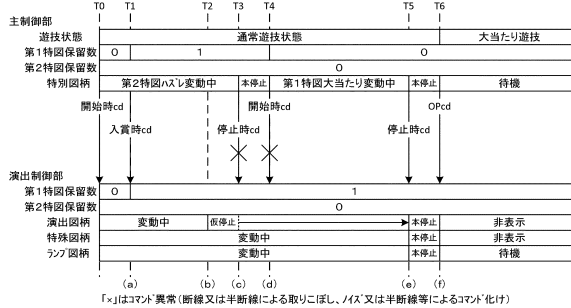 T0 T1 T2 T3 T4 T5 T6
主制御部
遊技状態 通常遊技状態 大当たり遊技
第1特図保留数 0 1 0
第2特図保留数 0
特別図柄 第2特図ハズレ変動中 本停止 第1特図大当たり変動中 本停止 待機
開始時cd 開始時cd OPcd
入賞時cd 停止時cd 停止時cd
演出制御部
第1特図保留数 0 1
第2特図保留数 0
演出図柄 変動中 仮停止 本停止 非表示
特殊図柄 変動中 本停止 非表示
ランプ図柄 変動中 本停止 待機
(a) (b) (c) (d) (e) (f)
「×」はコマンド異常(断線又は半断線による取りこぼし、ノイズ又は半断線等によるコマンド化け)